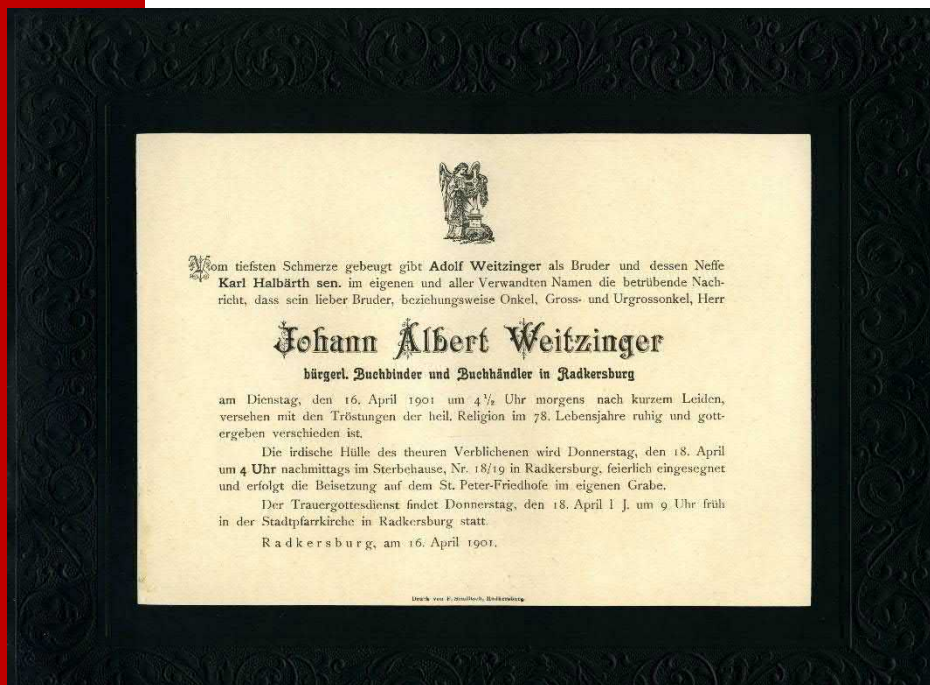 Vom tiefsten Schmerze gebeugt gibt Adolf Weitzinger als Bruder und dessen Neffe
Karl Halbärth sen. im eigenen und aller Verwandten Namen die betrübende Nach-
richt, dass sein lieber Bruder, beziehungsweise Onkel, Gross- und Urgrossonkel, Herr
Johann Albert Weitzinger
bürgerl. Buchbinder und Buchhändler in Radkersburg
am Dienstag, den 16. April 1901 um 4 1/2 Uhr morgens nach kurzem Leiden,
versehen mit den Tröstungen der heil. Religion im 78. Lebensjahre ruhig und gott-
ergeben verschieden ist.
Die irdische Hülle des theuren Verblichenen wird Donnerstag, den 18. April
um 4 Uhr nachmittags im Sterbehause, Nr. 18/19 in Radkersburg, feierlich eingesegnet
und erfolgt die Beisetzung auf dem St. Peter-Friedhofe im eigenen Grabe.
Der Trauergottesdienst findet Donnerstag, den 18. April l J. um 9 Uhr früh
in der Stadtpfarrkirche in Radkersburg statt.
Radkersburg, am 16. April 1901.
Druck von Radkersburg.